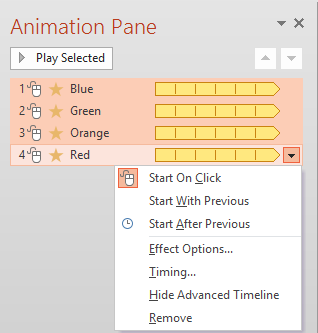 Animation Pane
Play Selected
1 Blue
2 Green
3 Orange
4 Red
Start On Click
Start With Previous
Start After Previous
Effect Options...
Timing...
Hide Advanced Timeline
Remove